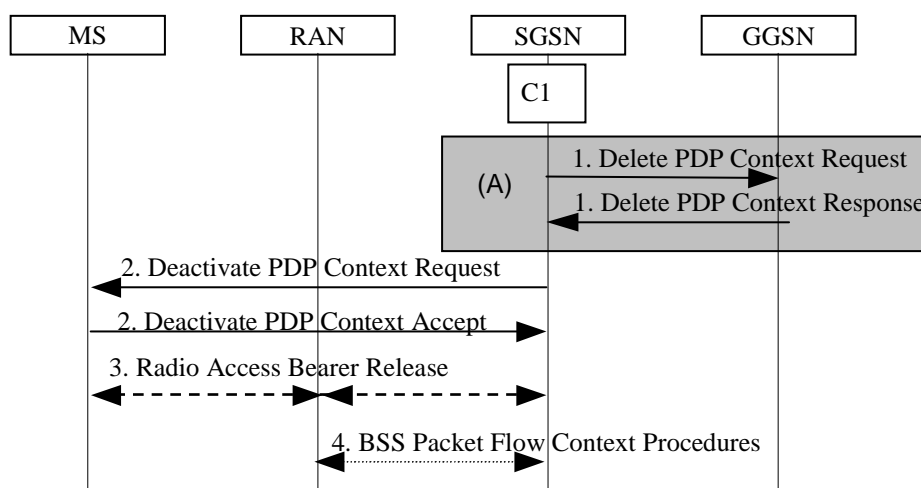 MS RAN SGSN GGSN
C1
(A)
1. Delete PDP Context Request
1. Delete PDP Context Response
2. Deactivate PDP Context Request
2. Deactivate PDP Context Accept
3. Radio Access Bearer Release
4. BSS Packet Flow Context Procedures